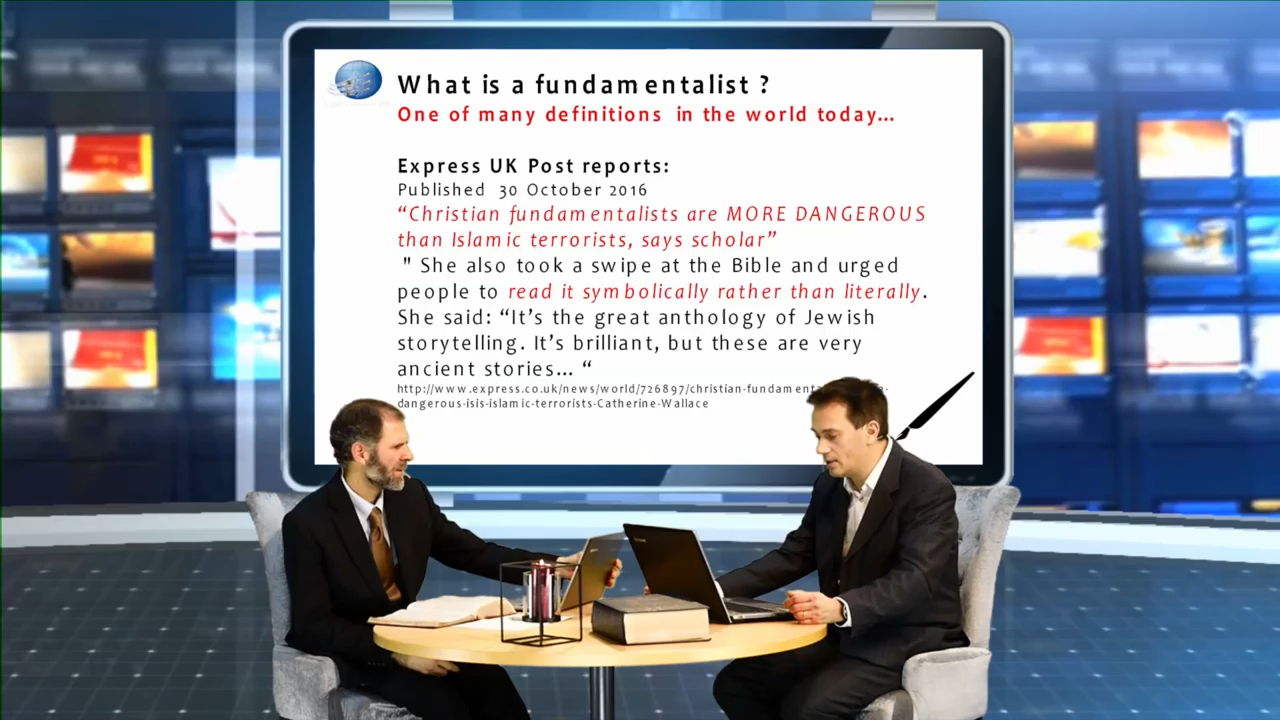 What is a fundamentalist ?
One of many definitions in the world today...
Express UK Post reports:
Published 30 October 2016
“Christian fundamentalists are MORE DANGEROUS
than Islamic terrorists, says scholar”
" She also took a swipe at the Bible and urged
people to read it symbolically rather than literally.
She said: “It’s the great anthology of Jewish
storytelling. It’s brilliant, but these are very
ancient stories... “
http://www.express.co.uk/news/world/726897/christian-fundamenta
dangerous-isis-islamic-terrorists-Catherine-Wallace